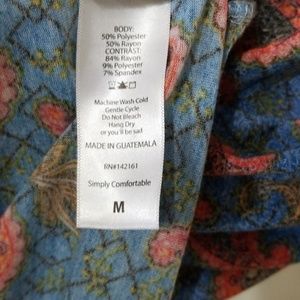 BODY:
50% Polyester
50% Rayon
CONTRAST:
84% Rayon
9% Polyester
7% Spandex
Machine Wash Cold
Gentle Cycle
Do Not Bleach
Hang Dry
or you'll be sad
MADE IN GUATEMALA
RN#142161
Simply Comfortable
M